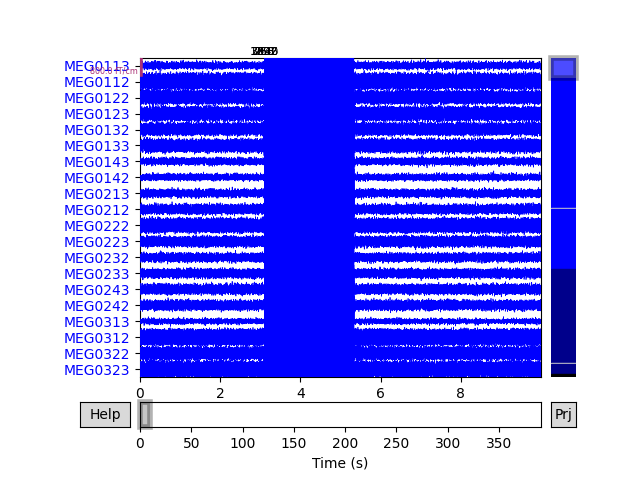 MEG0113
MEG0112
MEG0122
MEG0123
MEG0132
MEG0133
MEG0143
MEG0142
MEG0213
MEG0212
MEG0222
MEG0223
MEG0232
MEG0233
MEG0243
MEG0242
MEG0313
MEG0312
MEG0322
MEG0323
0 2 4 6 8
Help Prj
0 50 100 150 200 250 300 350
Time (s)